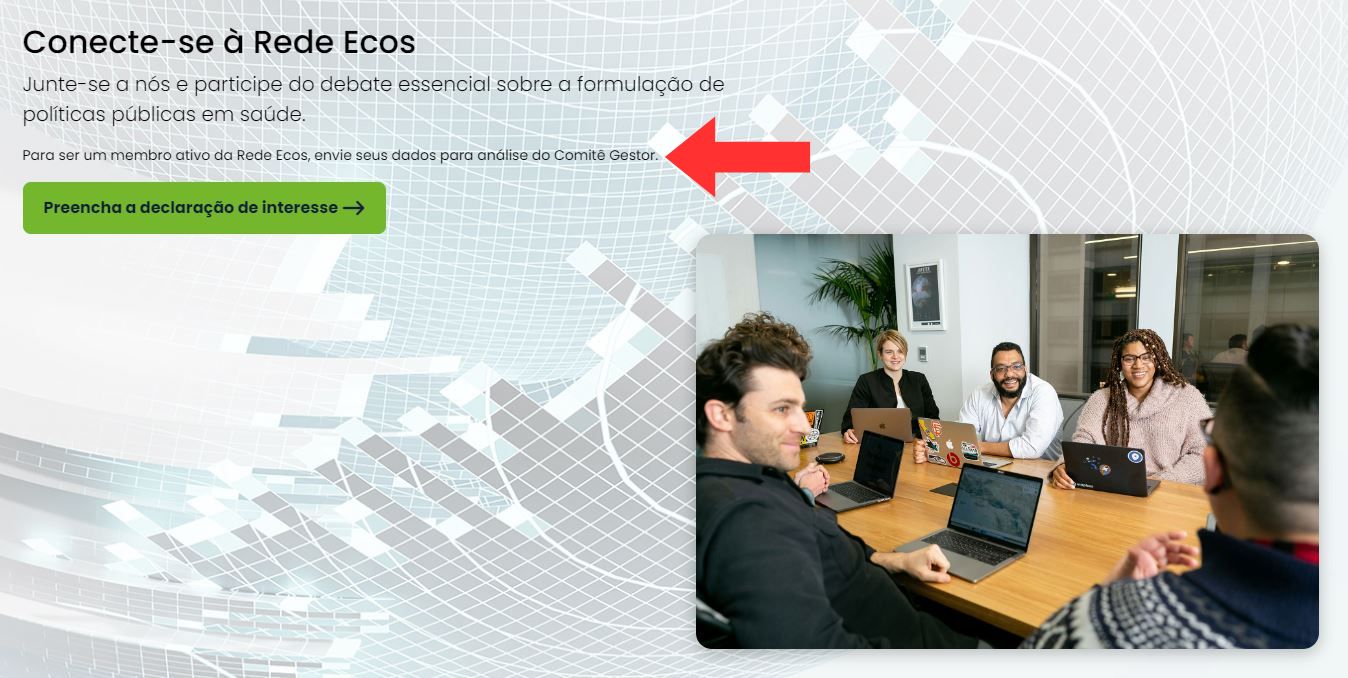 Conecte-se à Rede Ecos
Junte-se a nós e participe do debate essencial sobre a formulação de
políticas públicas em saúde.
Para ser um membro ativo da Rede Ecos, envie seus dados para análise do Comitê Gestor.
Preencha a declaração de interesse